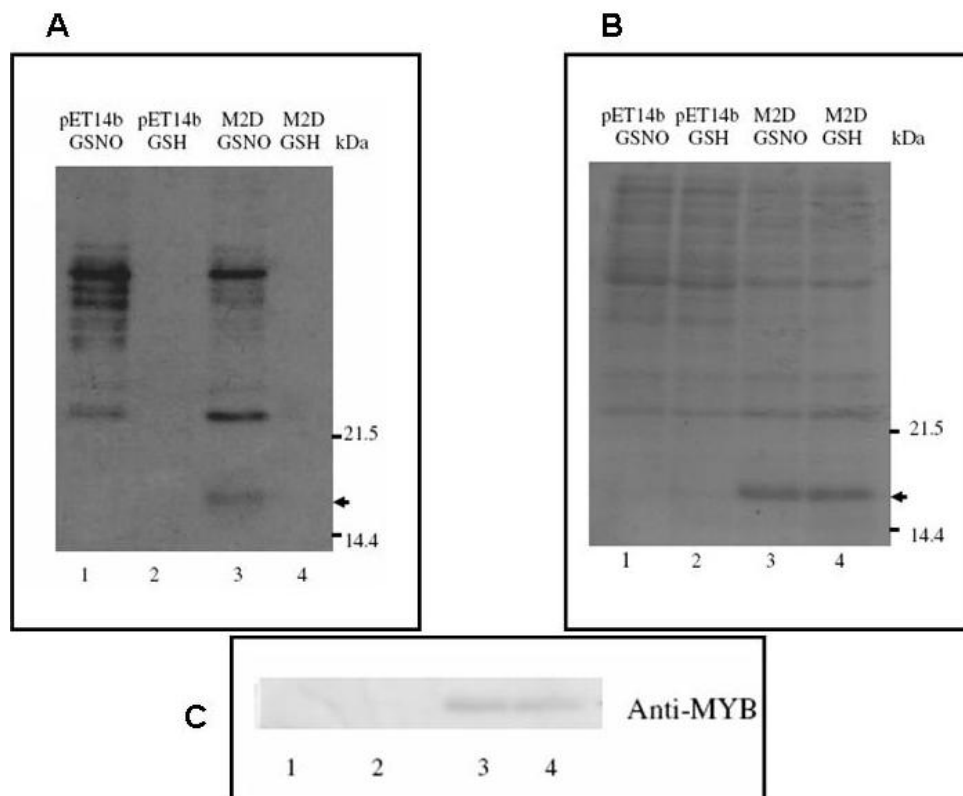 A
pET14b pET14b M2D M2D
GSNO GSH GSNO GSH kDa
21.5
14.4
1 2 3 4
B
pET14b pET14b M2D M2D
GSNO GSH GSNO GSH kDa
21.5
14.4
1 2 3 4
C
Anti-MYB
1 2 3 4